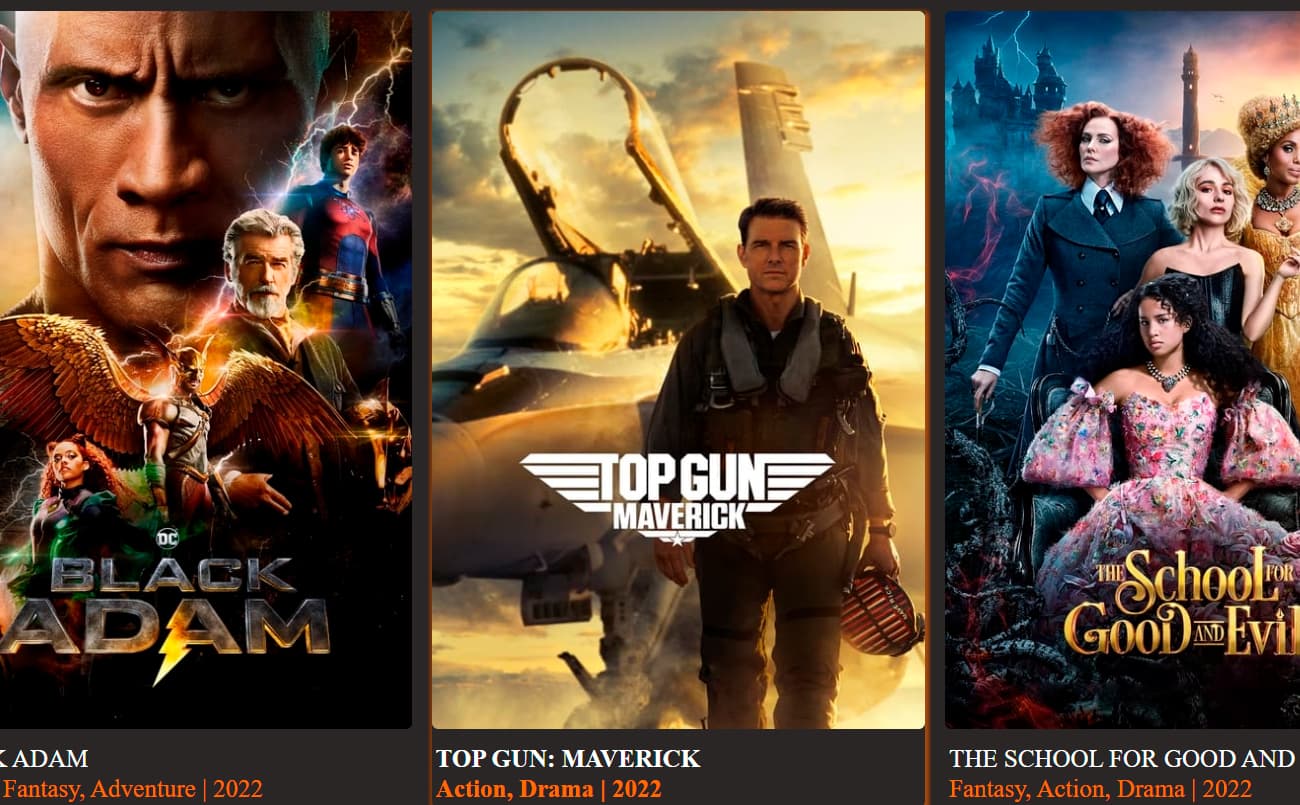 DC
BLACK
ADAM
TOP GUN
MAVERICK
THE School FOR
GOOD AND EVIL
K ADAM
Fantasy, Adventure | 2022
TOP GUN: MAVERICK
Action, Drama | 2022
THE SCHOOL FOR GOOD AND
Fantasy, Action, Drama | 2022